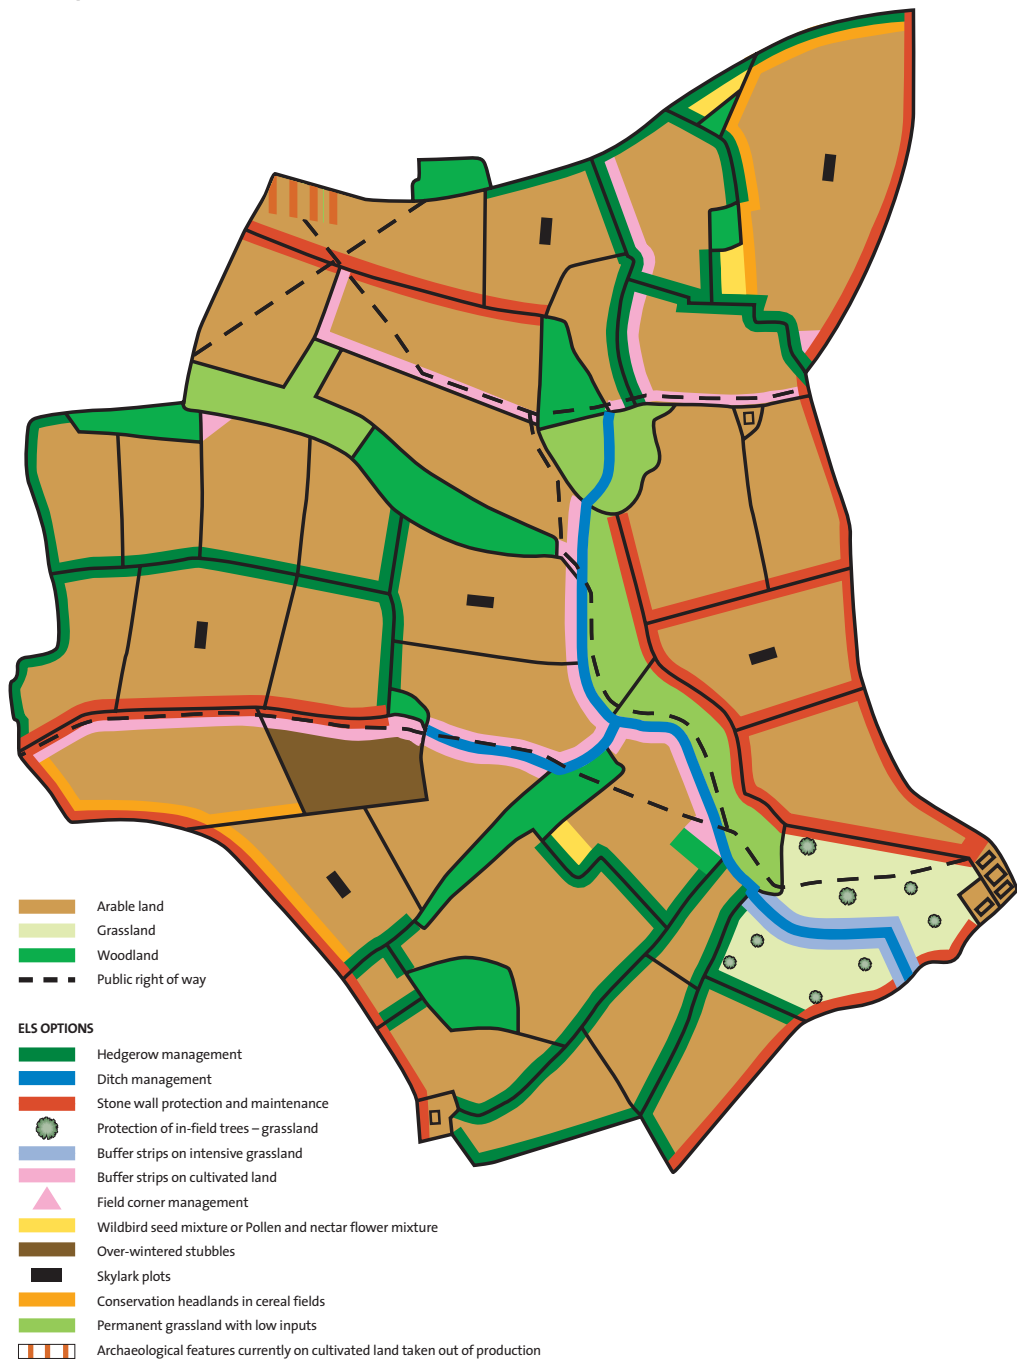 Arable land
Grassland
Woodland
Public right of way
ELS OPTIONS
Hedgerow management
Ditch management
Stone wall protection and maintenance
Protection of in-field trees – grassland
Buffer strips on intensive grassland
Buffer strips on cultivated land
Field corner management
Wildbird seed mixture or Pollen and nectar flower mixture
Over-wintered stubbles
Skylark plots
Conservation headlands in cereal fields
Permanent grassland with low inputs
Archaeological features currently on cultivated land taken out of production